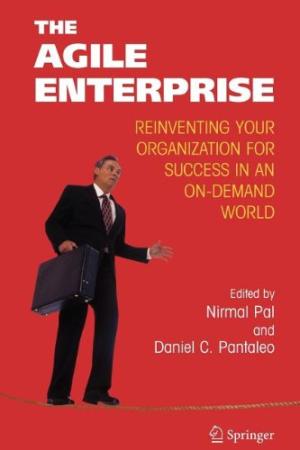 THE
AGILE
ENTERPRISE
REINVENTING YOUR
ORGANIZATION FOR
SUCCESS IN AN
ON-DEMAND
WORLD
Edited by
Nirmal Pal
and
Daniel C. Pantaleo
Springer